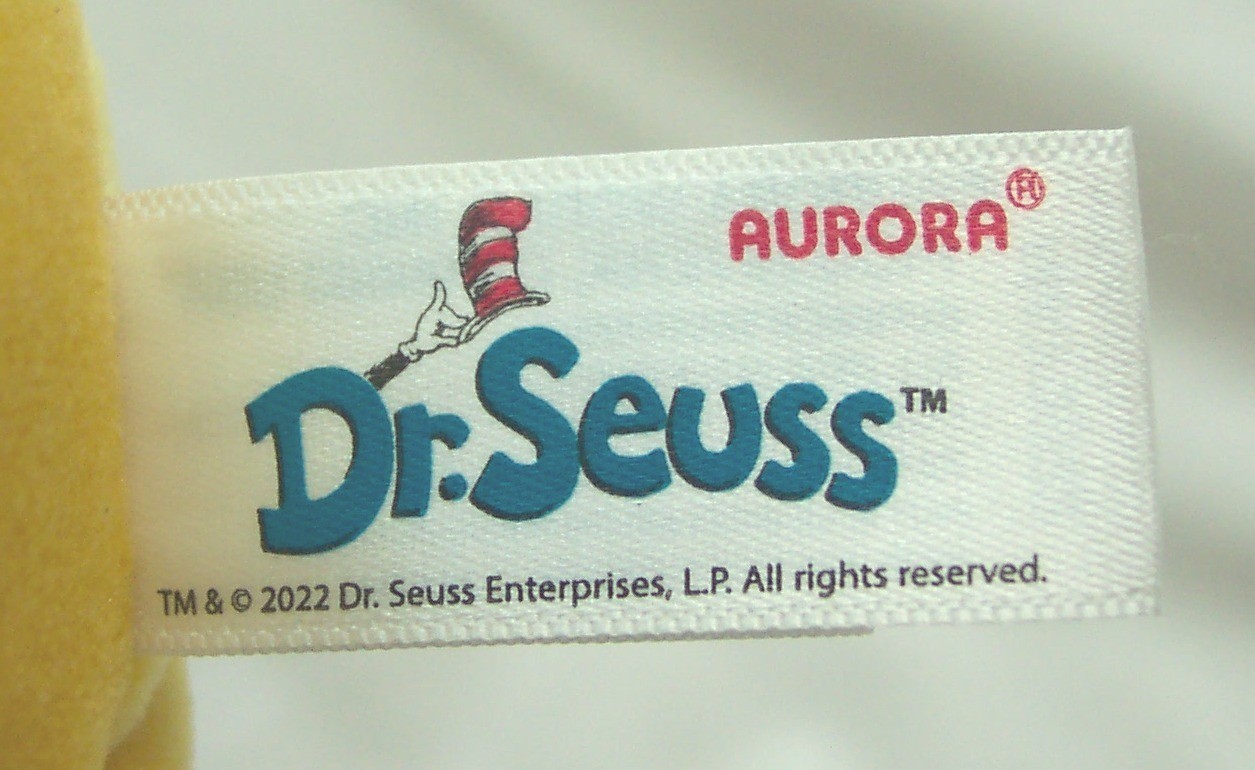 AURORA®
Dr. Seuss™
TM & © 2022 Dr. Seuss Enterprises, L.P. All rights reserved.